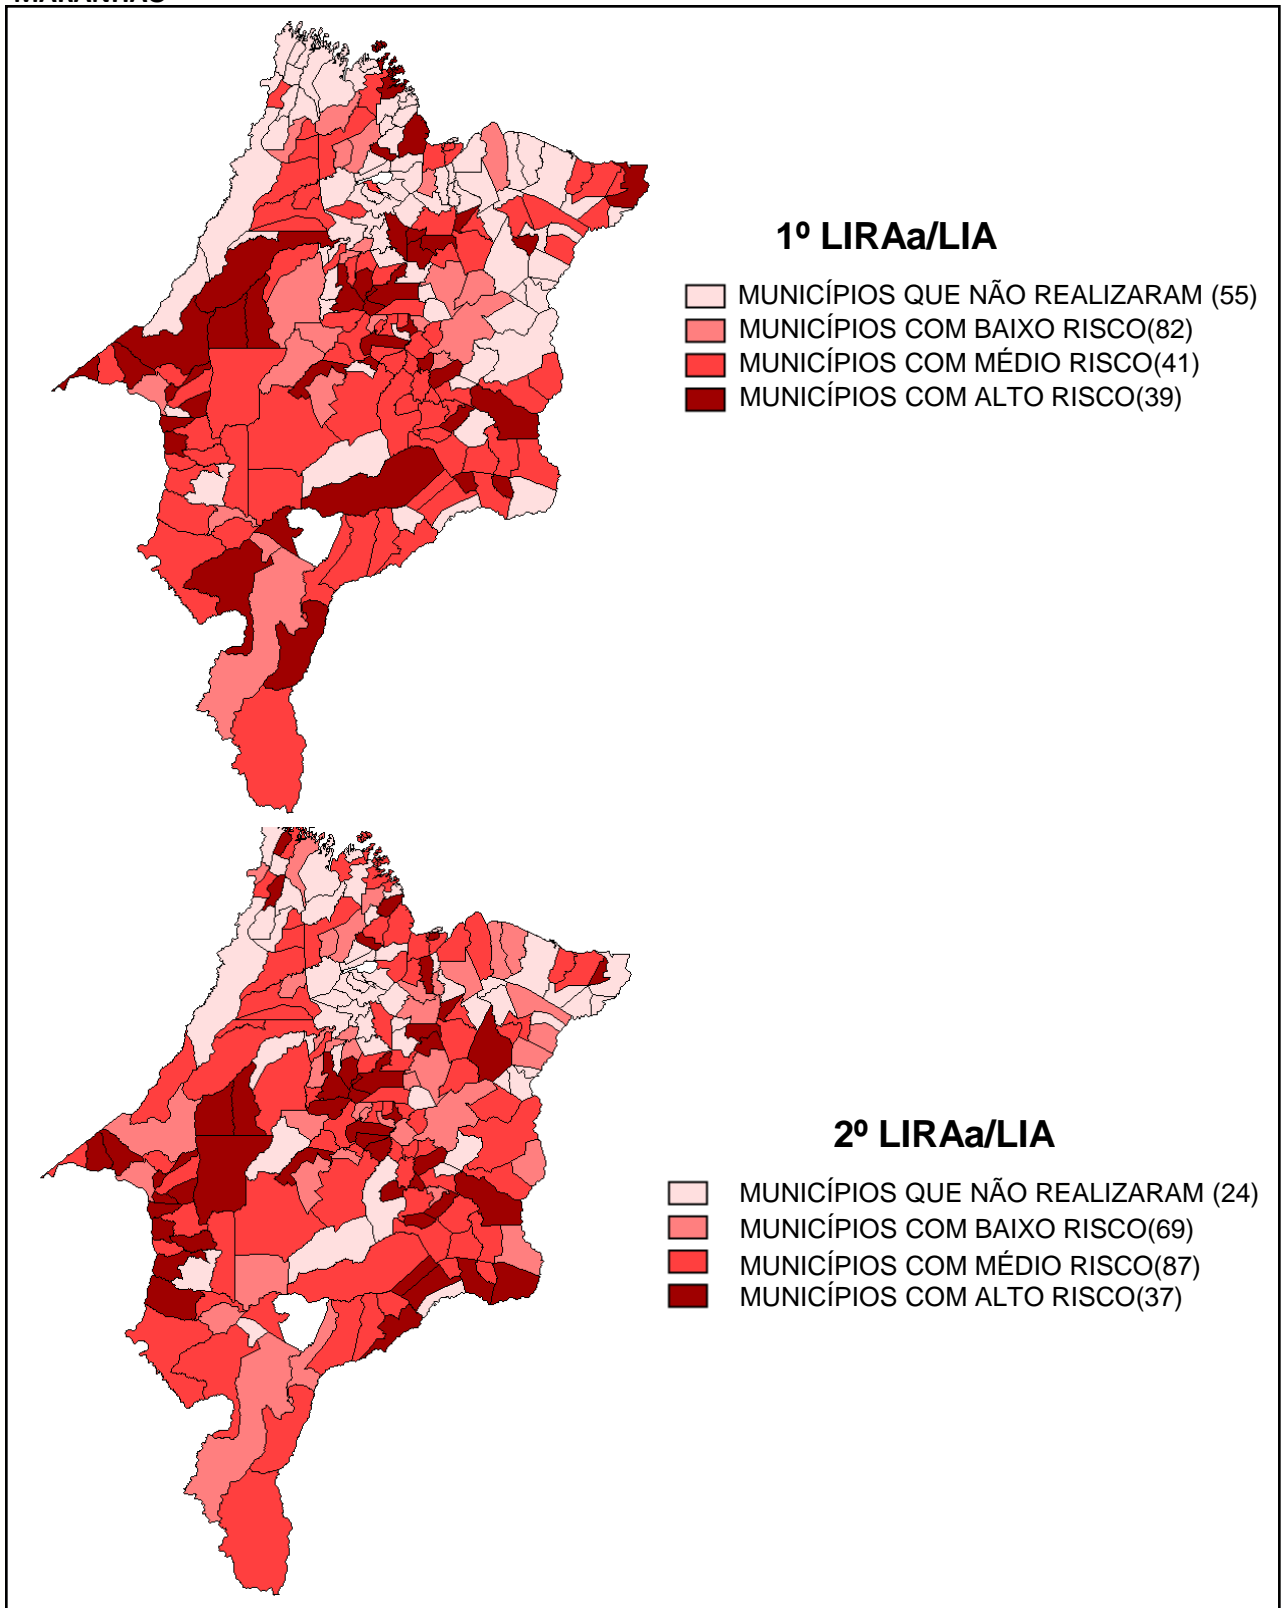 MARANHÃO
1º LIRAa/LIA
MUNICÍPIOS QUE NÃO REALIZARAM (55)
MUNICÍPIOS COM BAIXO RISCO(82)
MUNICÍPIOS COM MÉDIO RISCO(41)
MUNICÍPIOS COM ALTO RISCO(39)
2º LIRAa/LIA
MUNICÍPIOS QUE NÃO REALIZARAM (24)
MUNICÍPIOS COM BAIXO RISCO(69)
MUNICÍPIOS COM MÉDIO RISCO(87)
MUNICÍPIOS COM ALTO RISCO(37)